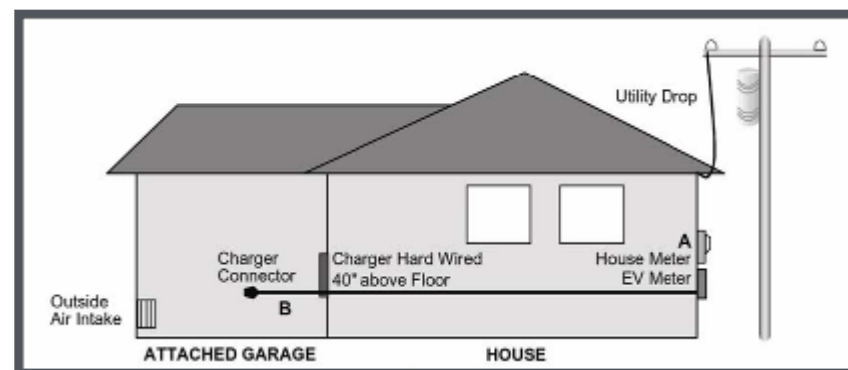 Utility Drop
A
Charger Connector
Charger Hard Wired
40" above Floor
House Meter
EV Meter
B
Outside
Air Intake
ATTACHED GARAGE
HOUSE